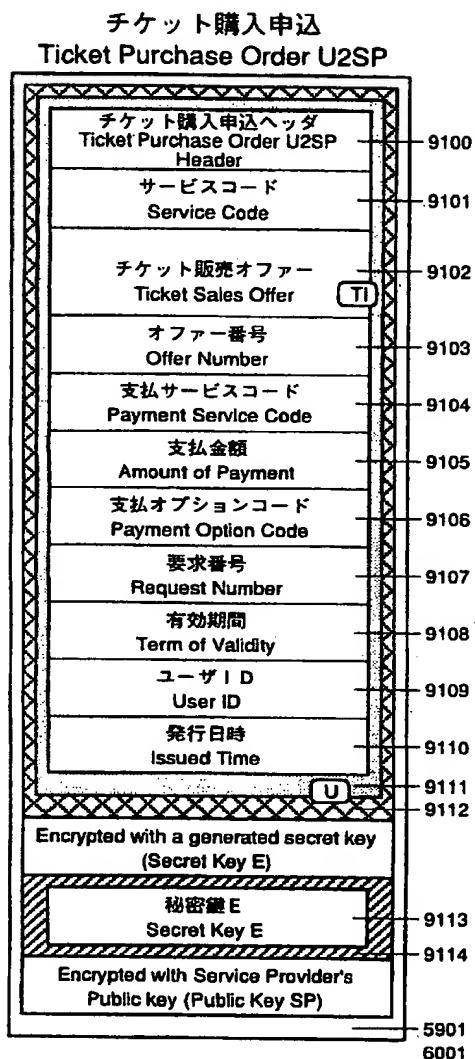 チケット購入申込
Ticket Purchase Order U2SP
チケット購入申込ヘッダ
Ticket Purchase Order U2SP
Header
9100
サービスコード
Service Code
9101
チケット販売オファー
Ticket Sales Offer
TI
9102
オファー番号
Offer Number
9103
支払サービスコード
Payment Service Code
9104
支払金額
Amount of Payment
9105
支払オプションコード
Payment Option Code
9106
要求番号
Request Number
9107
有効期間
Term of Validity
9108
ユーザID
User ID
9109
発行日時
Issued Time
9110
U
9111
9112
Encrypted with a generated secret key
(Secret Key E)
秘密鍵E
Secret Key E
9113
9114
Encrypted with Service Provider's
Public key (Public Key SP)
5901
6001